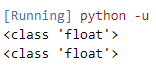 [Running] python -u
<class 'float'>
<class 'float'>